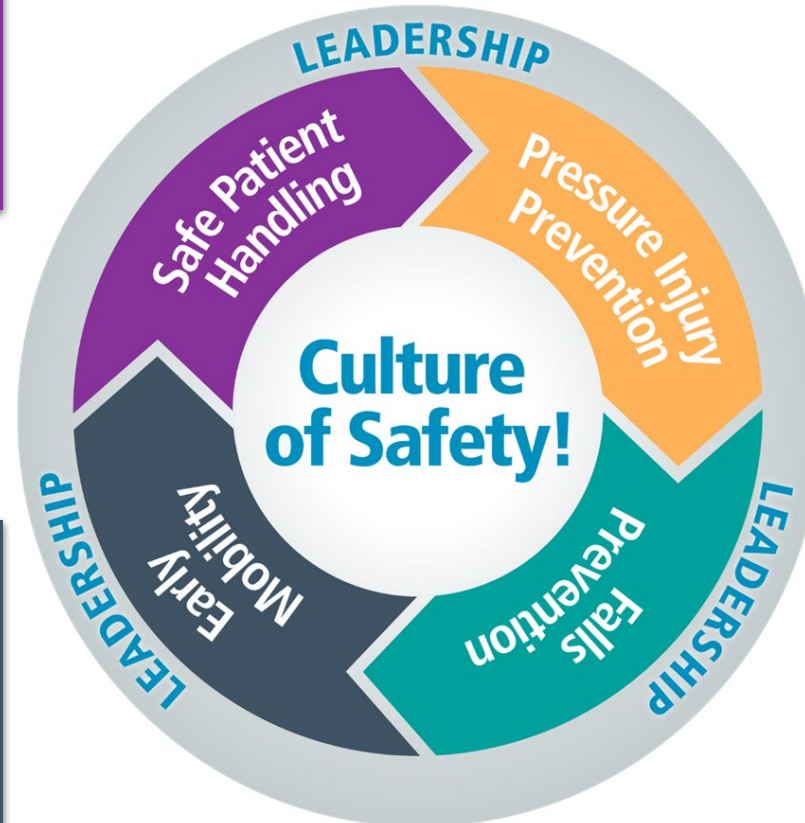 LEADERSHIP
Safe Patient
Handling
Pressure Injury
Prevention
Culture
of Safety!
Early
Mobility
Falls
Prevention
LEADERSHIP
LEADERSHIP